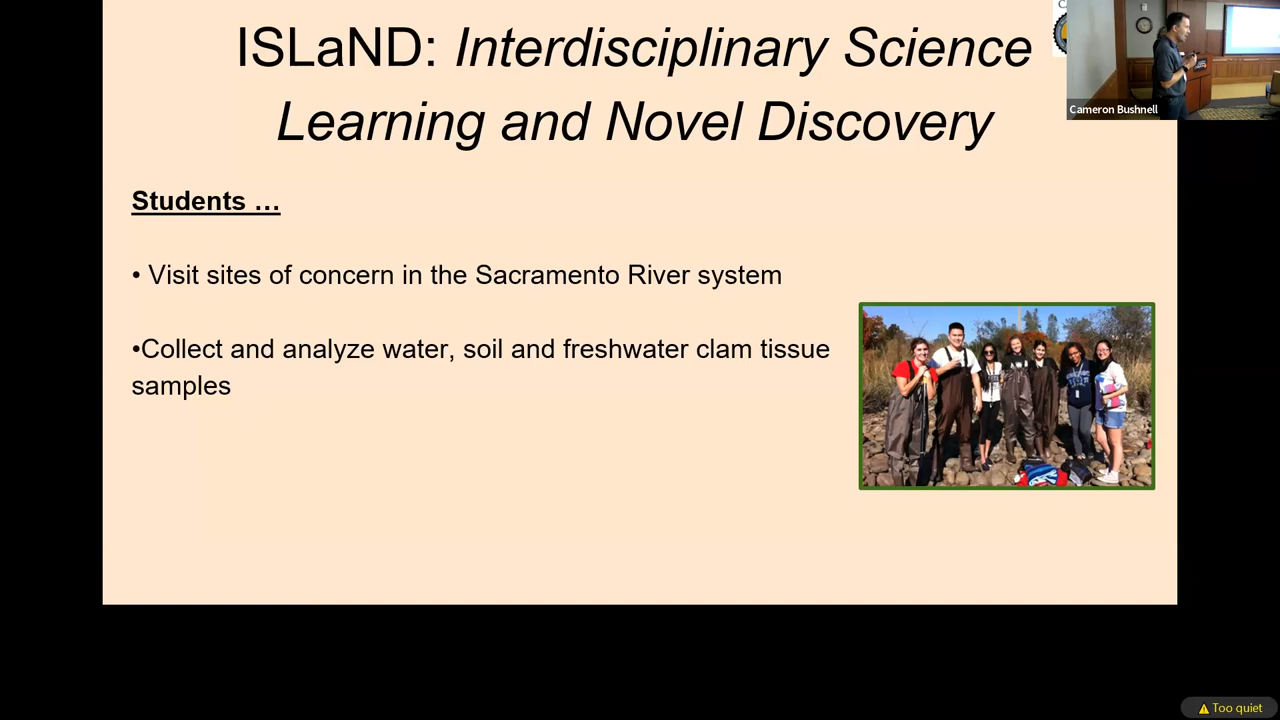 ISLaND: Interdisciplinary Science
Learning and Novel Discovery
Cameron Bushnell
Students …
• Visit sites of concern in the Sacramento River system
•Collect and analyze water, soil and freshwater clam tissue
samples
Too quiet